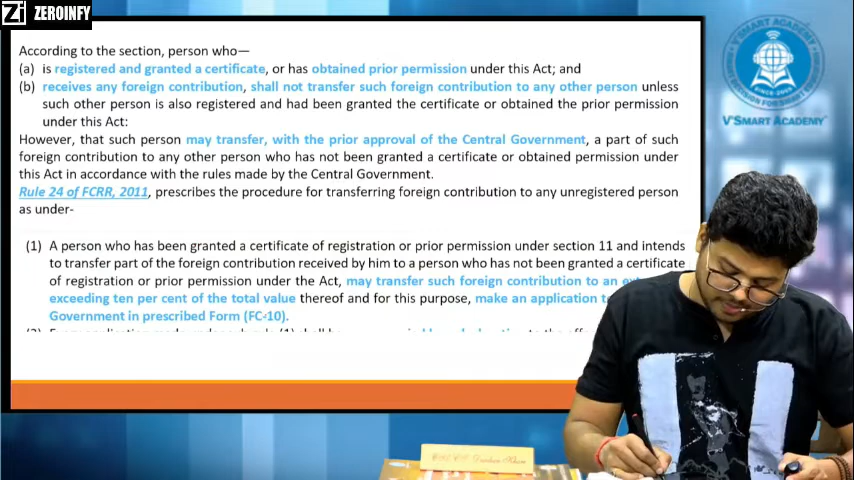 Zi ZEROINFY
According to the section, person who—
(a) is registered and granted a certificate, or has obtained prior permission under this Act; and
(b) receives any foreign contribution, shall not transfer such foreign contribution to any other person unless
such other person is also registered and had been granted the certificate or obtained the prior permission
under this Act:
However, that such person may transfer, with the prior approval of the Central Government, a part of such
foreign contribution to any other person who has not been granted a certificate or obtained permission under
this Act in accordance with the rules made by the Central Government.
Rule 24 of FCRR, 2011, prescribes the procedure for transferring foreign contribution to any unregistered person
as under-
(1) A person who has been granted a certificate of registration or prior permission under section 11 and intends
to transfer part of the foreign contribution received by him to a person who has not been granted a certificate
of registration or prior permission under the Act, may transfer such foreign contribution to an
exceeding ten per cent of the total value thereof and for this purpose, make an application
Government in prescribed Form (FC-10).
V'SMART ACADEMY
V'SMART ACADEMY